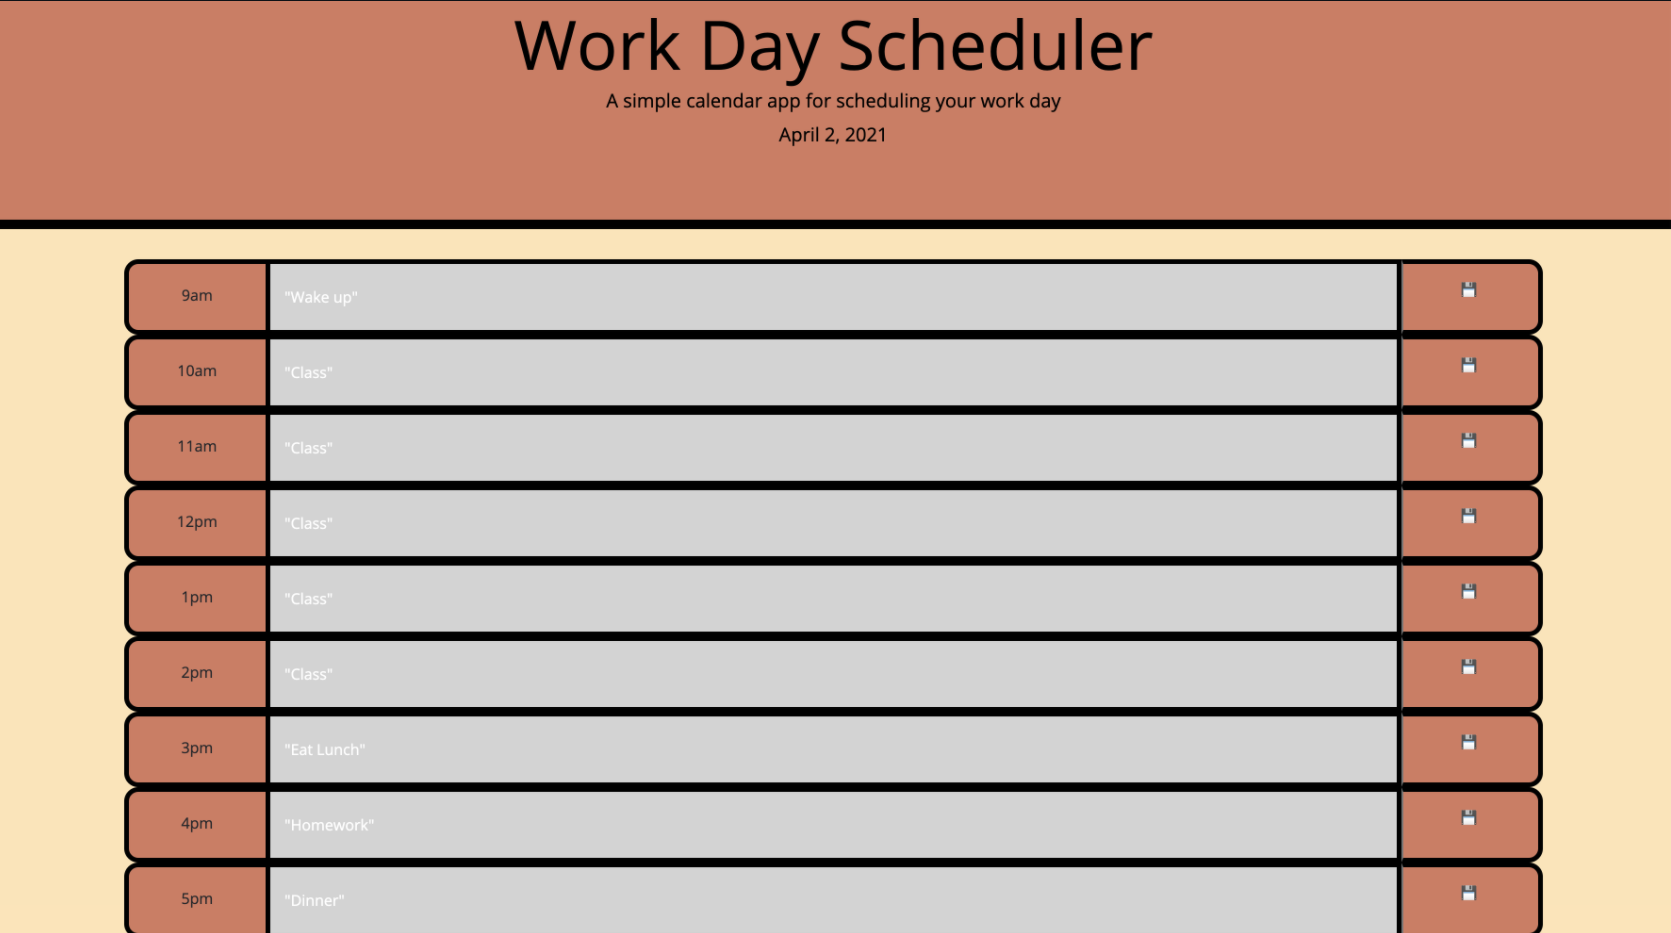 Work Day Scheduler
A simple calendar app for scheduling your work day
April 2, 2021
9am "Wake up"
10am "Class"
11am "Class"
12pm "Class"
1pm "Class"
2pm "Class"
3pm "Eat Lunch"
4pm "Homework"
5pm "Dinner"